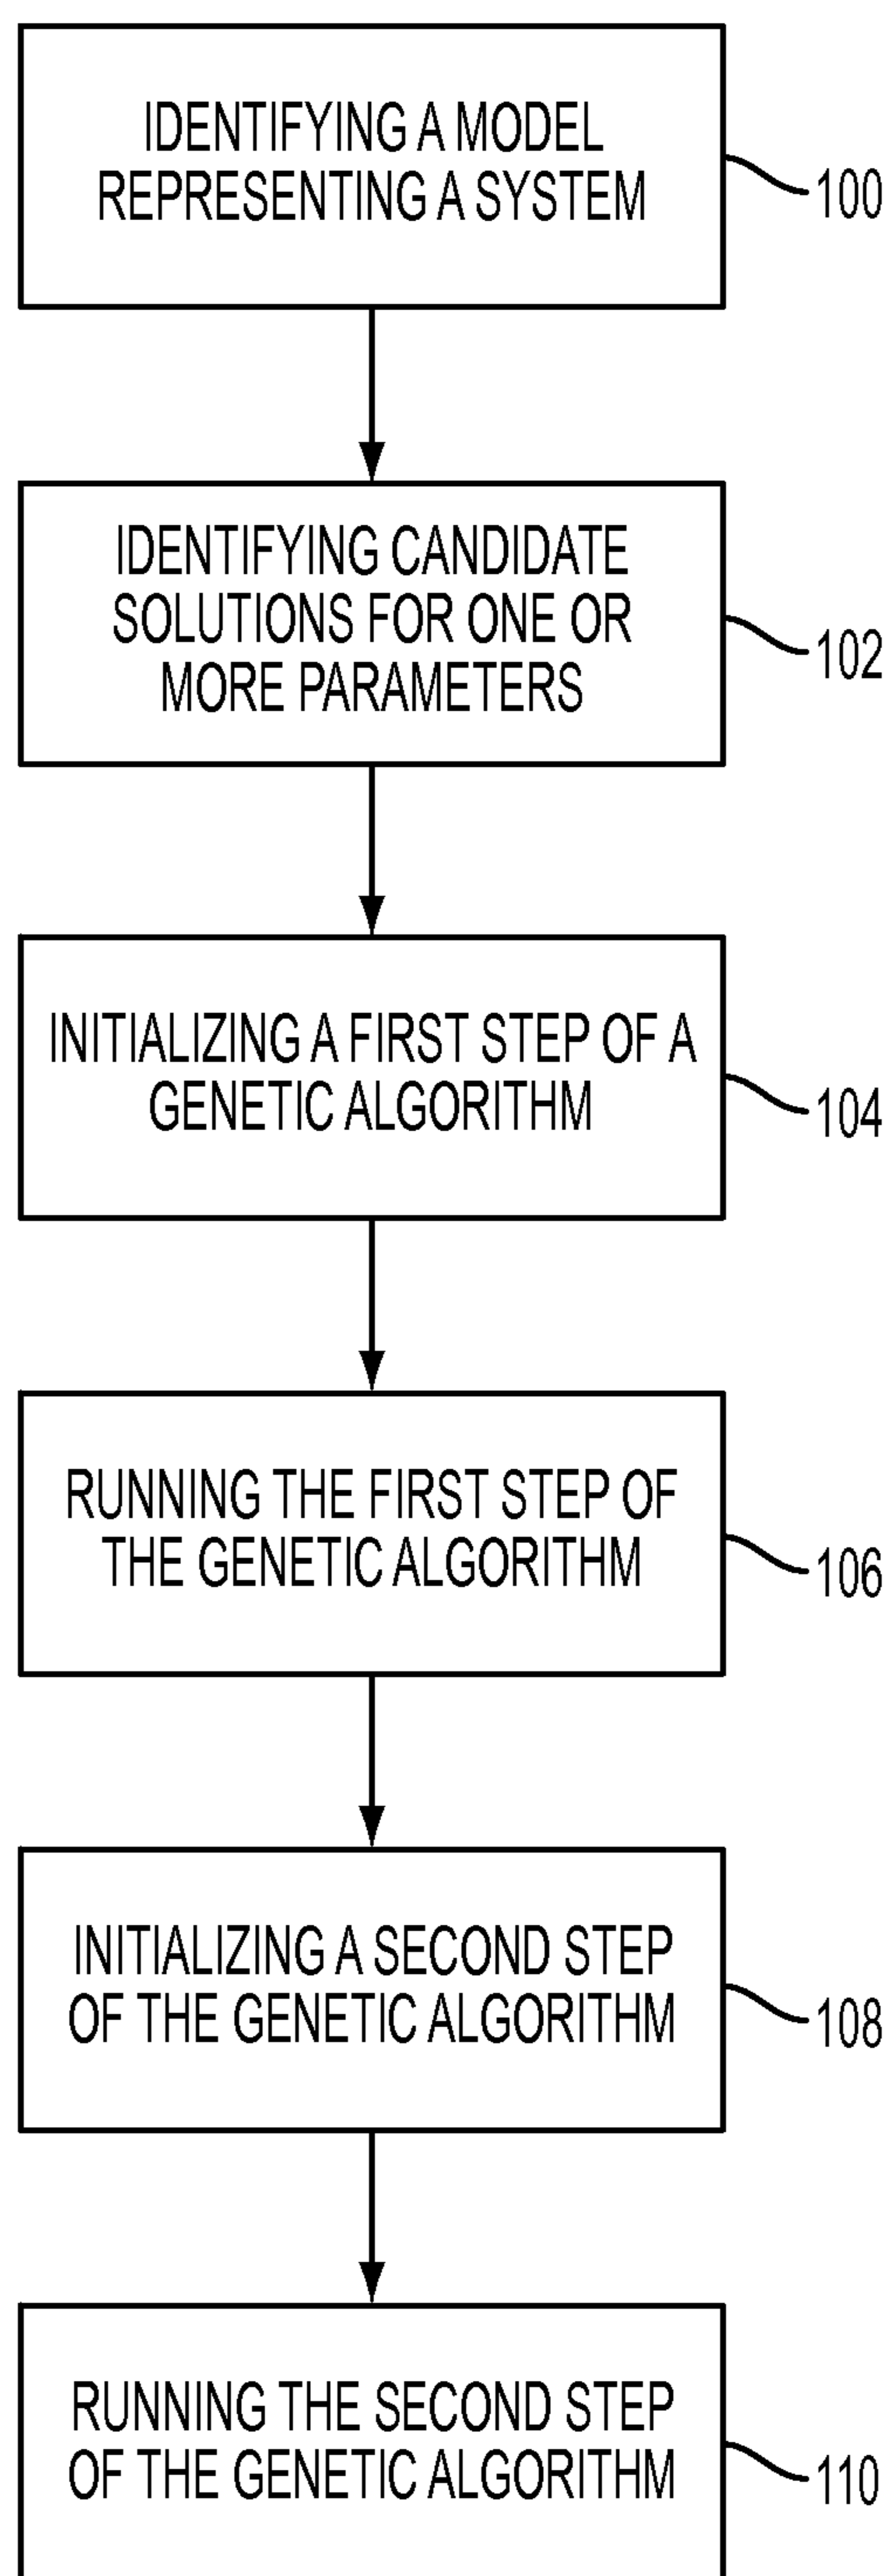 IDENTIFYING A MODEL
REPRESENTING A SYSTEM
100
IDENTIFYING CANDIDATE
SOLUTIONS FOR ONE OR
MORE PARAMETERS
102
INITIALIZING A FIRST STEP OF A
GENETIC ALGORITHM
104
RUNNING THE FIRST STEP OF
THE GENETIC ALGORITHM
106
INITIALIZING A SECOND STEP
OF THE GENETIC ALGORITHM
108
RUNNING THE SECOND STEP
OF THE GENETIC ALGORITHM
110